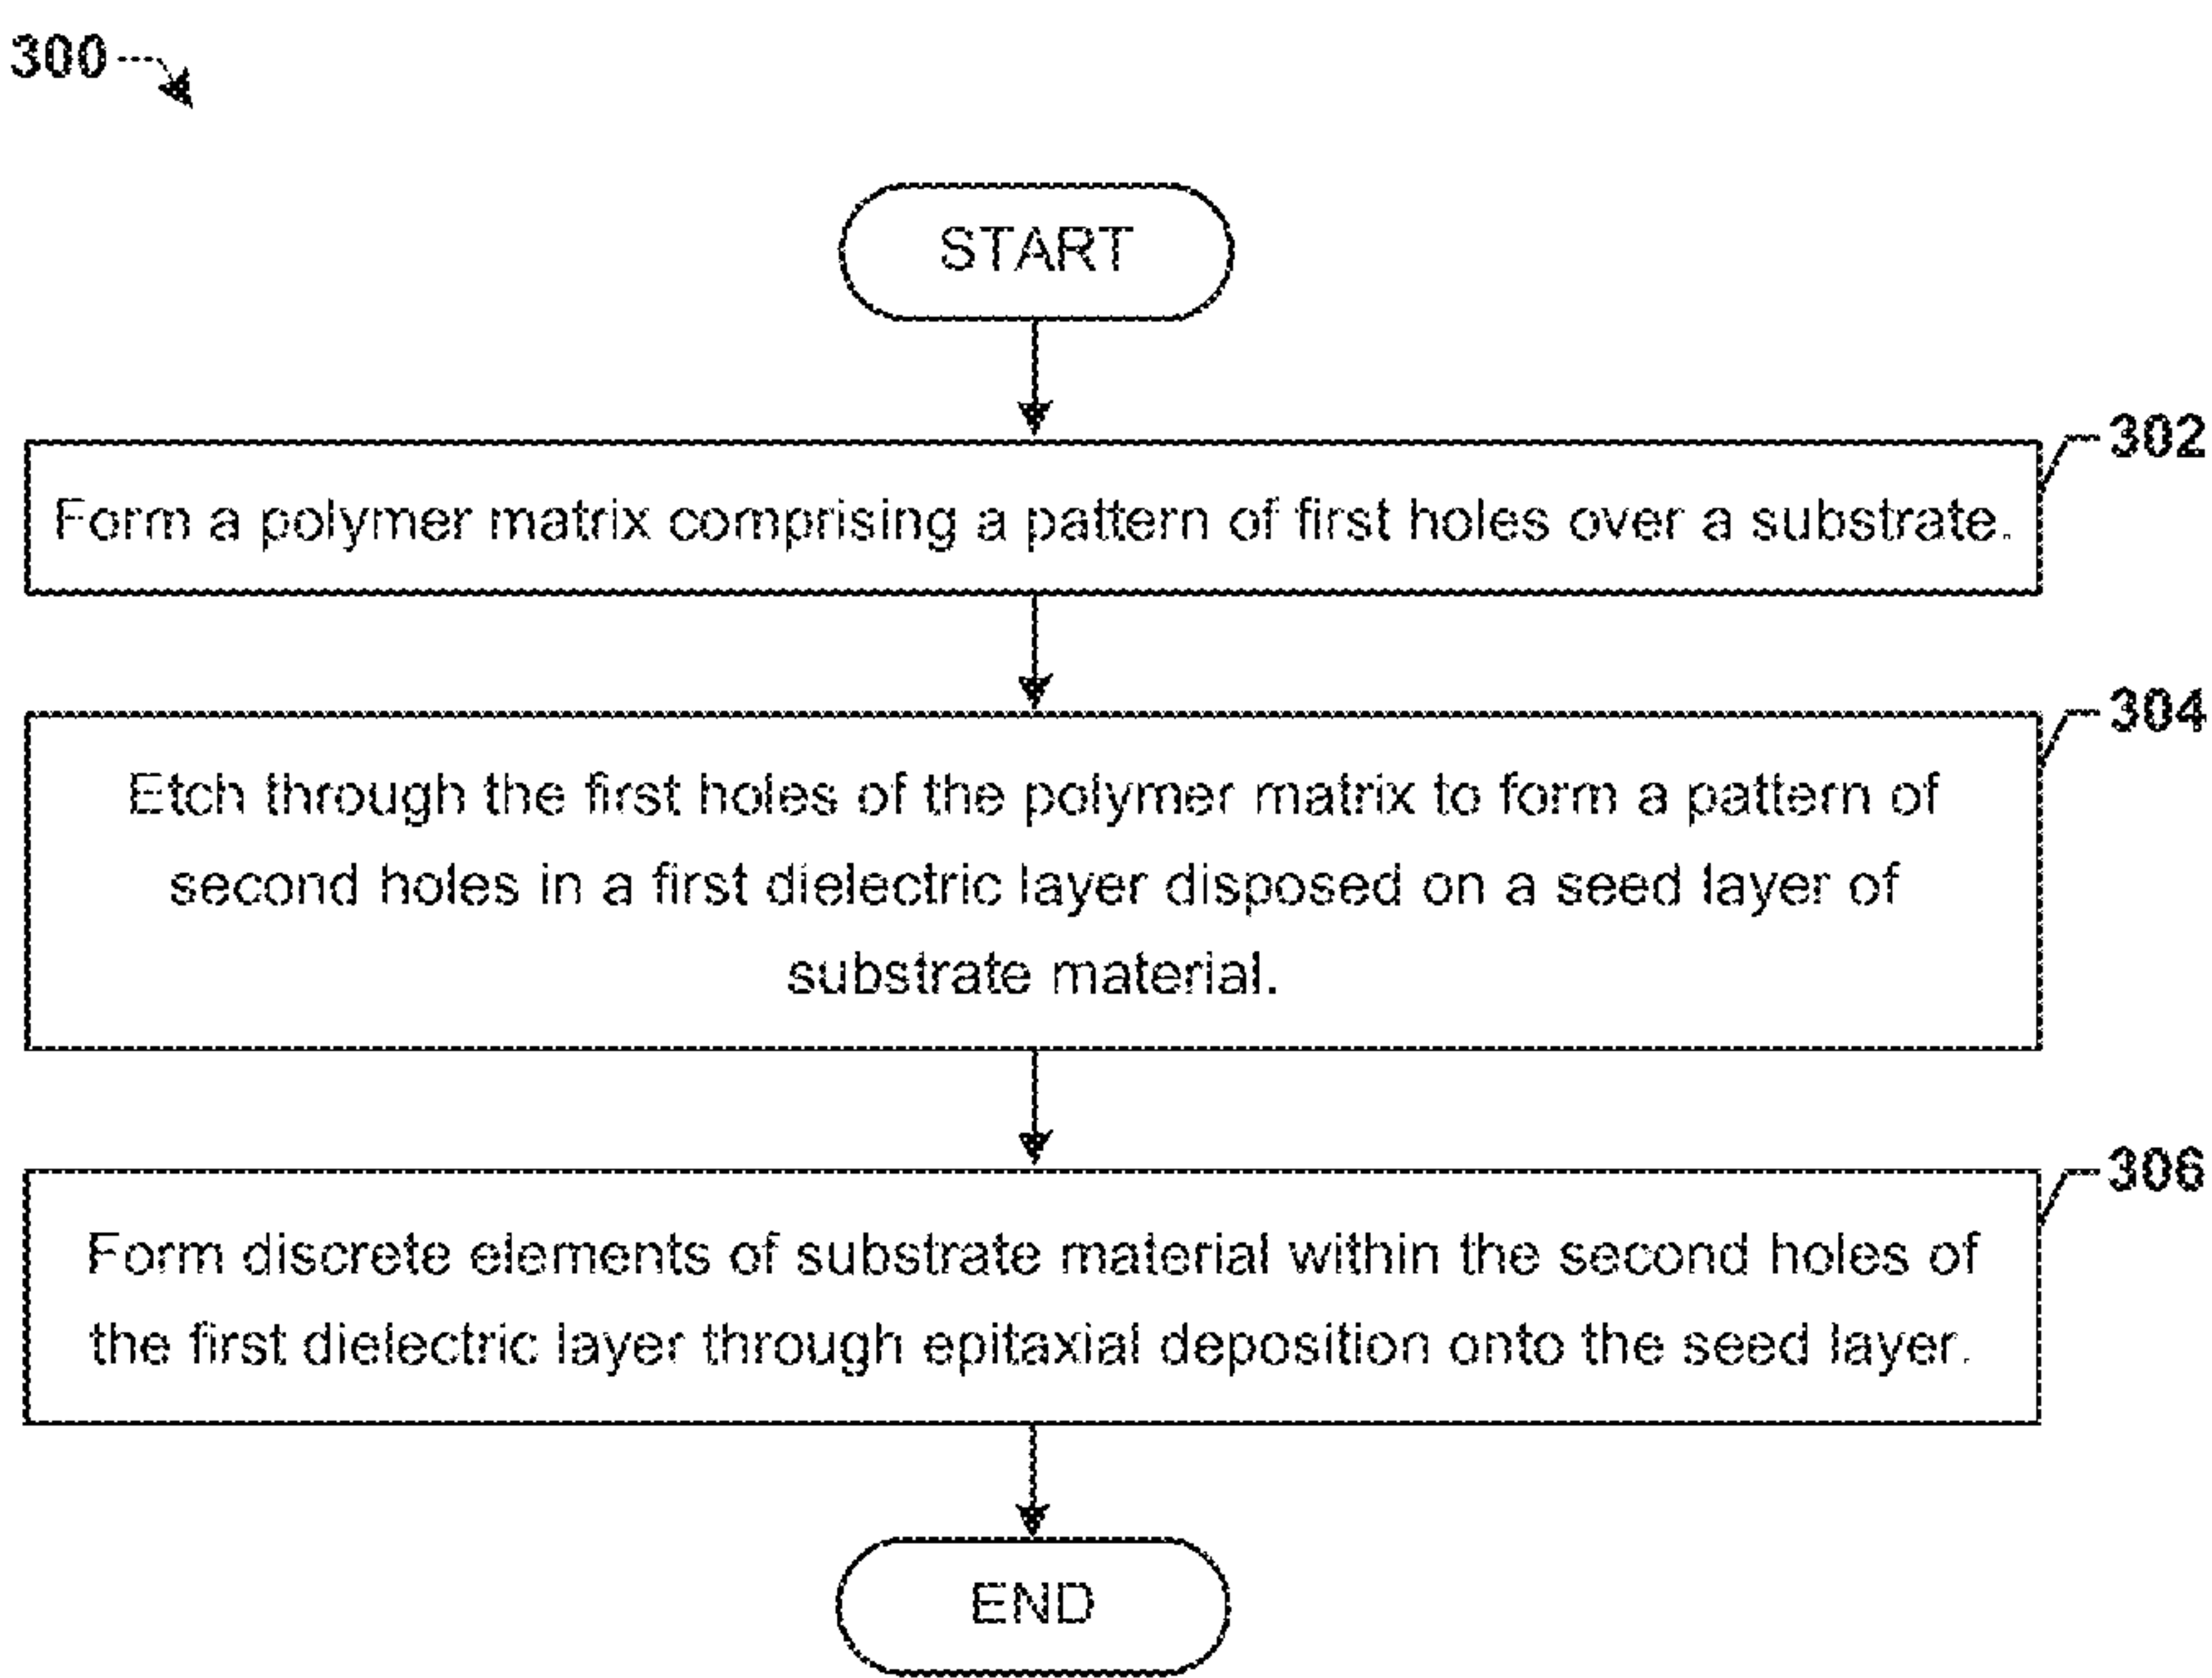 300
START
302
Form a polymer matrix comprising a pattern of first holes over a substrate.
304
Etch through the first holes of the polymer matrix to form a pattern of
second holes in a first dielectric layer disposed on a seed layer of
substrate material.
306
Form discrete elements of substrate material within the second holes of
the first dielectric layer through epitaxial deposition onto the seed layer.
END